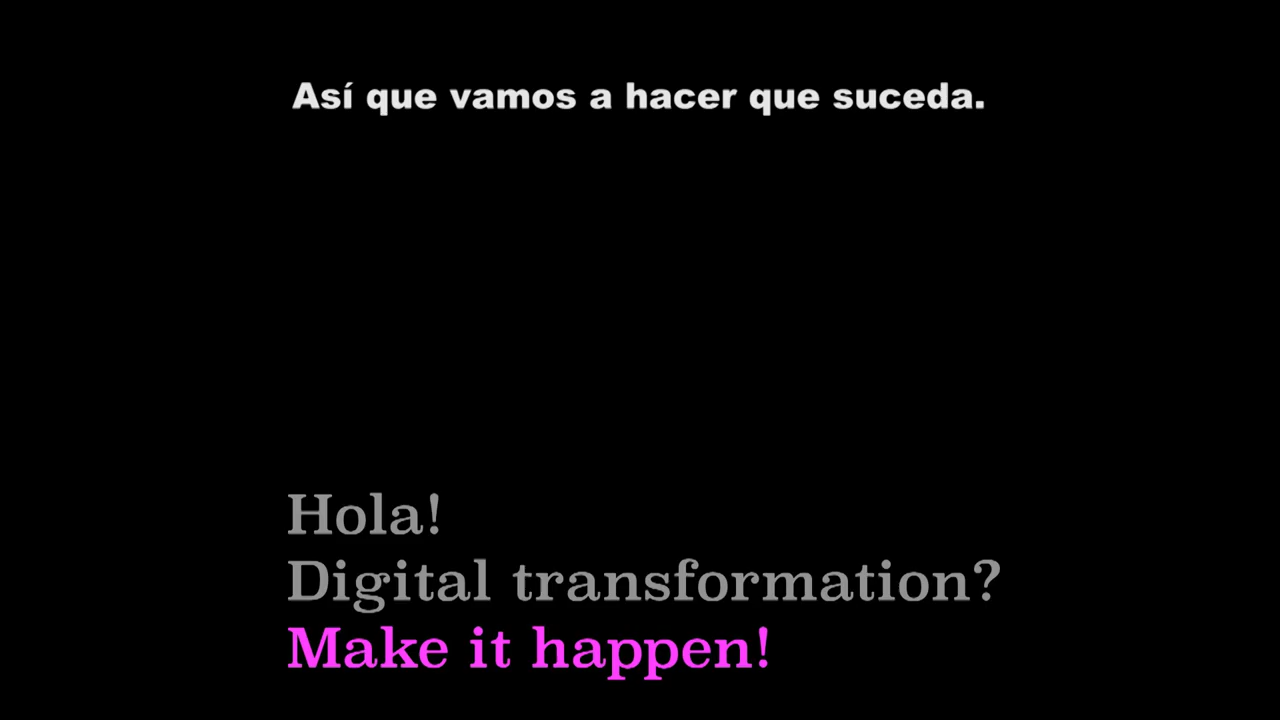 Así que vamos a hacer que suceda.
Hola!
Digital transformation?
Make it happen!